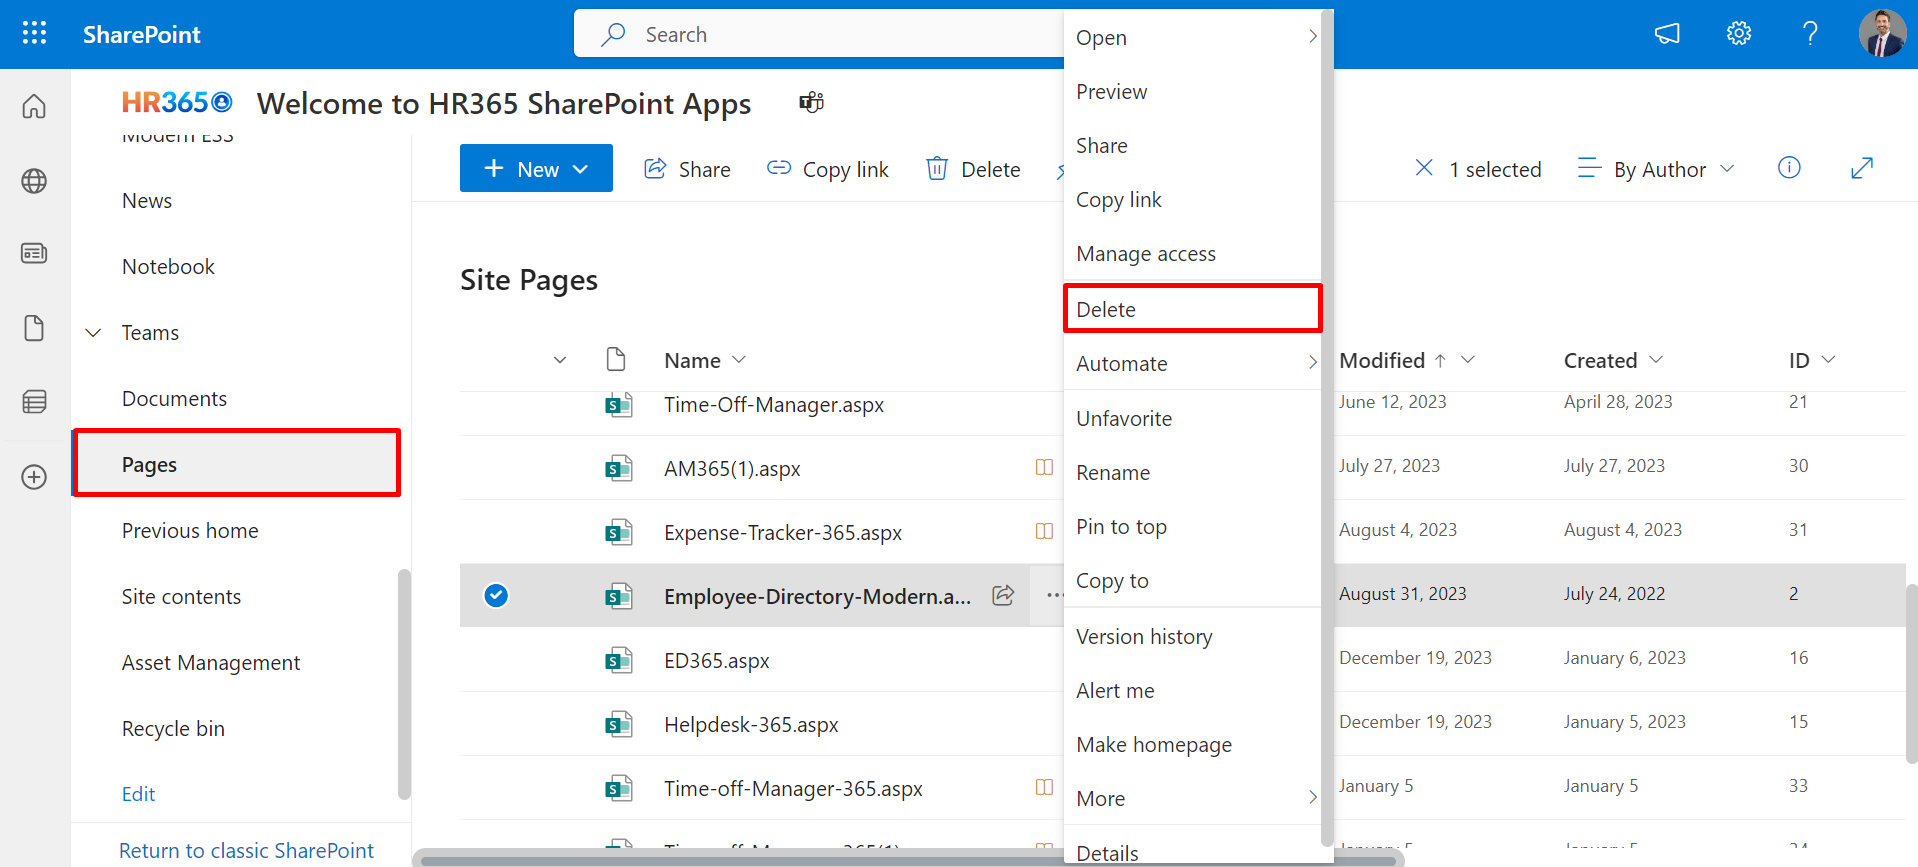 SharePoint
Search
HR365 Welcome to HR365 SharePoint Apps
Modern ESS
News
Notebook
Teams
Documents
Pages
Previous home
Site contents
Asset Management
Recycle bin
Edit
Return to classic SharePoint
New Share Copy link Delete
1 selected By Author
Site Pages
Name Modified Created ID
Time-Off-Manager.aspx June 12, 2023 April 28, 2023 21
AM365(1).aspx July 27, 2023 July 27, 2023 30
Expense-Tracker-365.aspx August 4, 2023 August 4, 2023 31
Employee-Directory-Modern.a... August 31, 2023 July 24, 2022 2
ED365.aspx December 19, 2023 January 6, 2023 16
Helpdesk-365.aspx December 19, 2023 January 5, 2023 15
Time-off-Manager-365.aspx January 5 January 5 33
Open
Preview
Share
Copy link
Manage access
Delete
Automate
Unfavorite
Rename
Pin to top
Copy to
Version history
Alert me
Make homepage
More
Details